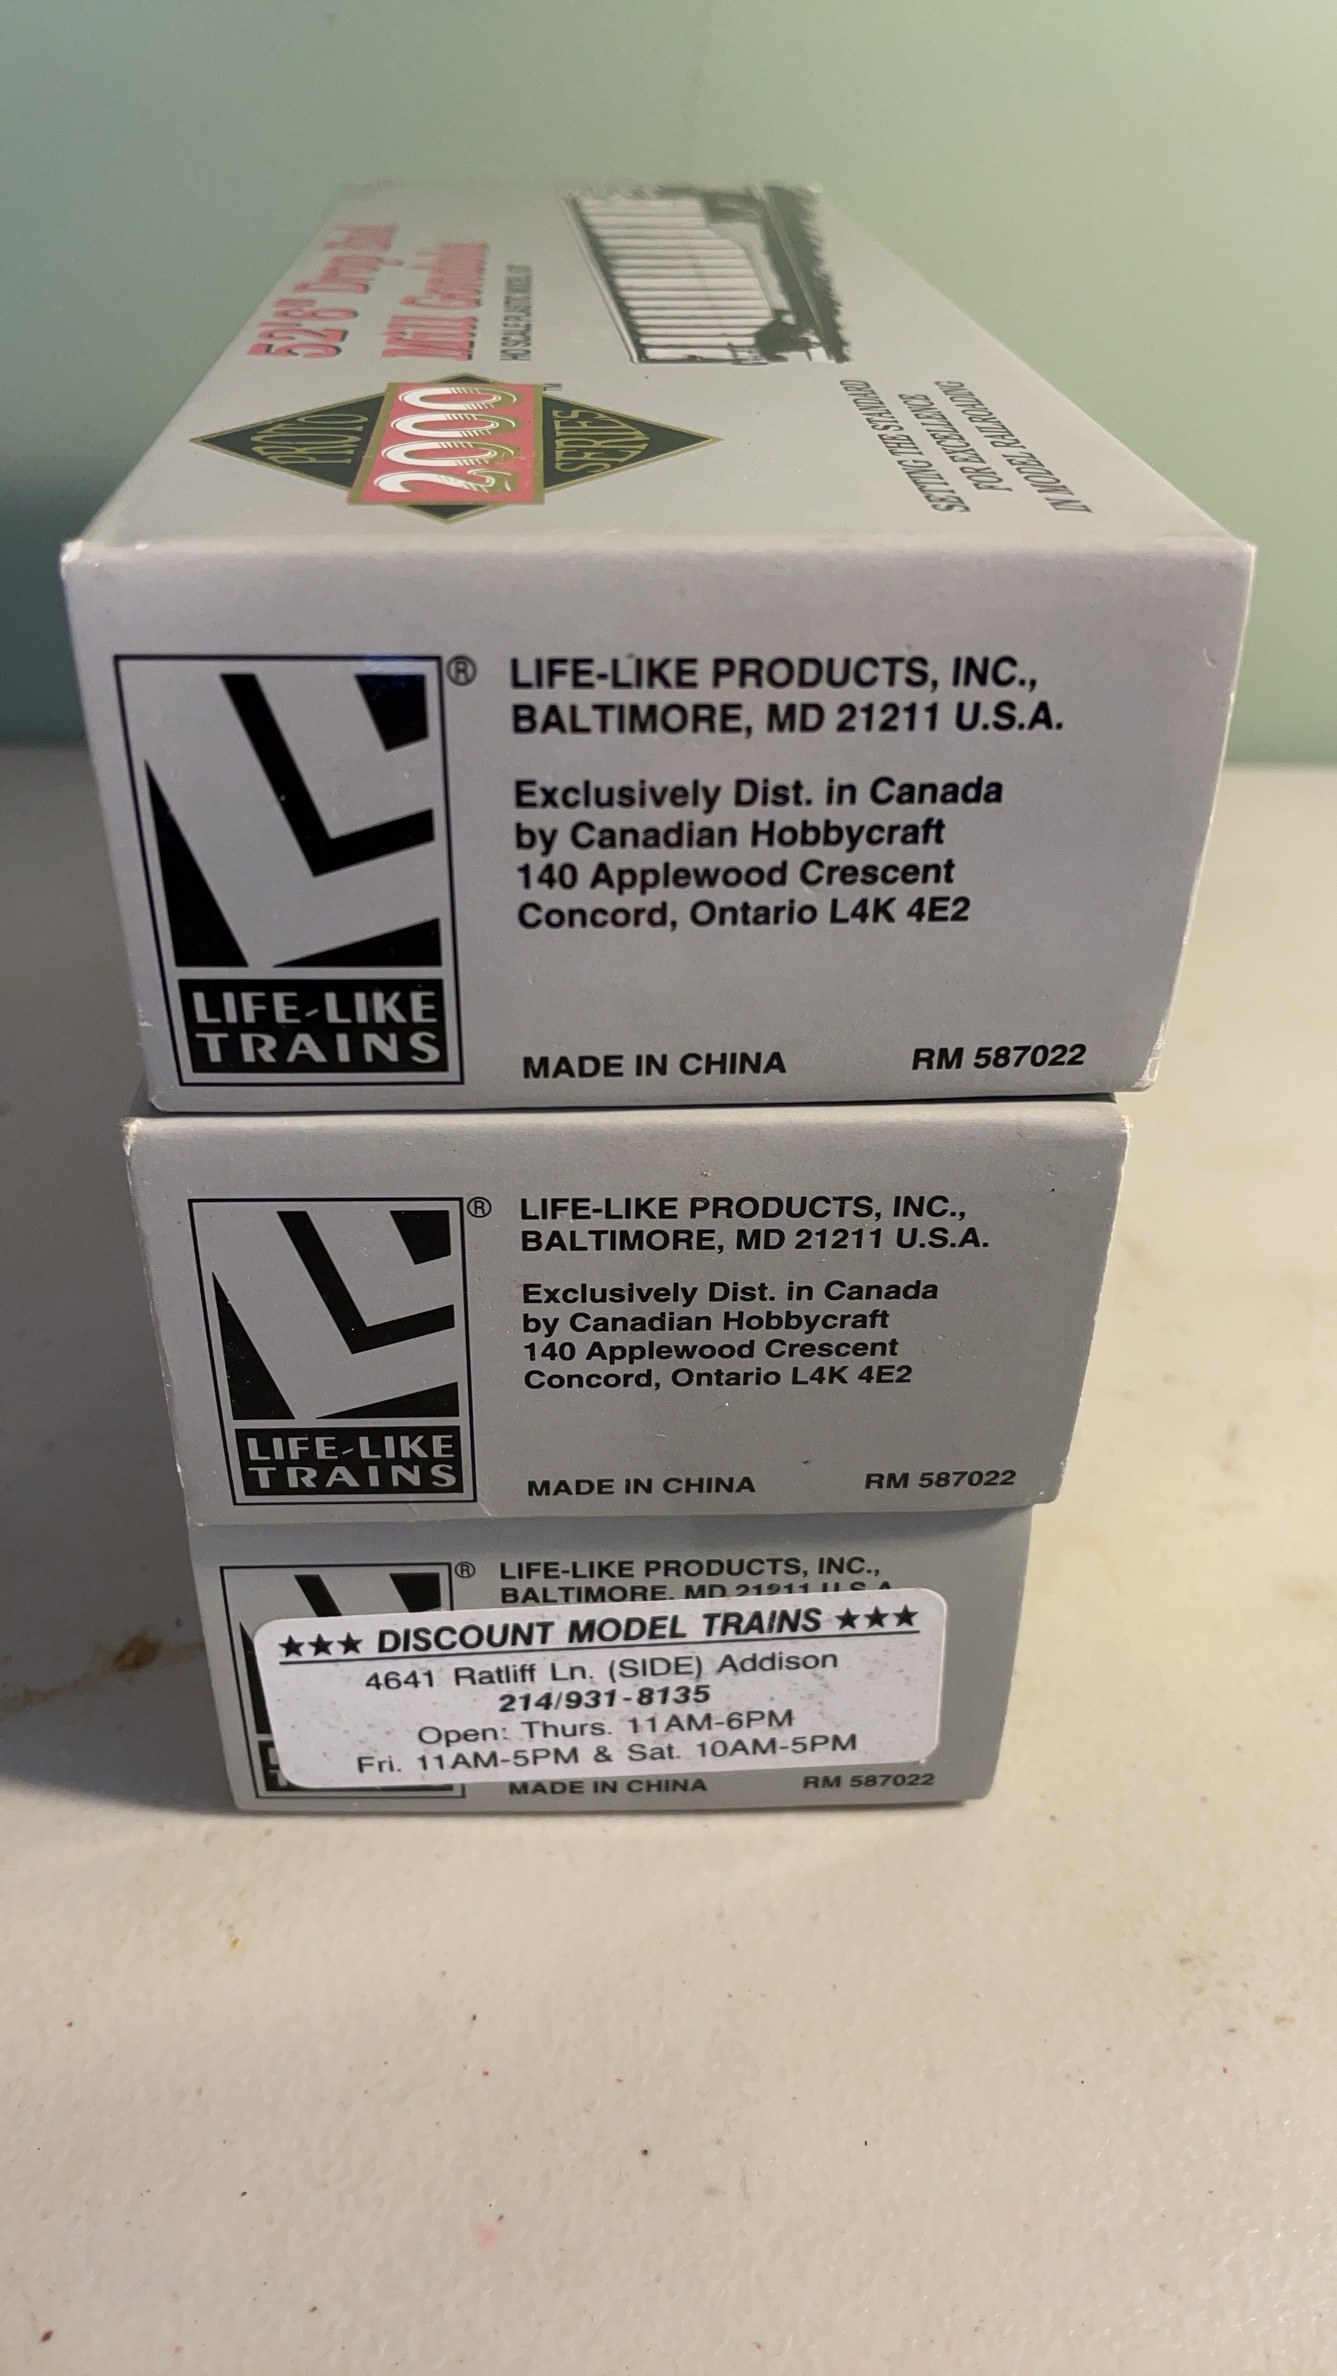 52'6" Drop End
Mill Gondola
HO SCALE PLASTIC MODEL KIT
PROTO
2000
SERIES
™
SETTING THE STANDARD
FOR EXCELLENCE
IN MODEL RAILROADING
®
LIFE-LIKE
TRAINS
LIFE-LIKE PRODUCTS, INC.,
BALTIMORE, MD 21211 U.S.A.
Exclusively Dist. in Canada
by Canadian Hobbycraft
140 Applewood Crescent
Concord, Ontario L4K 4E2
MADE IN CHINA
RM 587022
®
LIFE-LIKE
TRAINS
LIFE-LIKE PRODUCTS, INC.,
BALTIMORE, MD 21211 U.S.A.
Exclusively Dist. in Canada
by Canadian Hobbycraft
140 Applewood Crescent
Concord, Ontario L4K 4E2
MADE IN CHINA
RM 587022
®
LIFE-LIKE PRODUCTS, INC.,
BALTIMORE, MD 21211 U.S.A.
★★★ DISCOUNT MODEL TRAINS ★★★
4641 Ratliff Ln. (SIDE) Addison
214/931-8135
Open: Thurs. 11AM-6PM
Fri. 11AM-5PM & Sat. 10AM-5PM
MADE IN CHINA
RM 587022